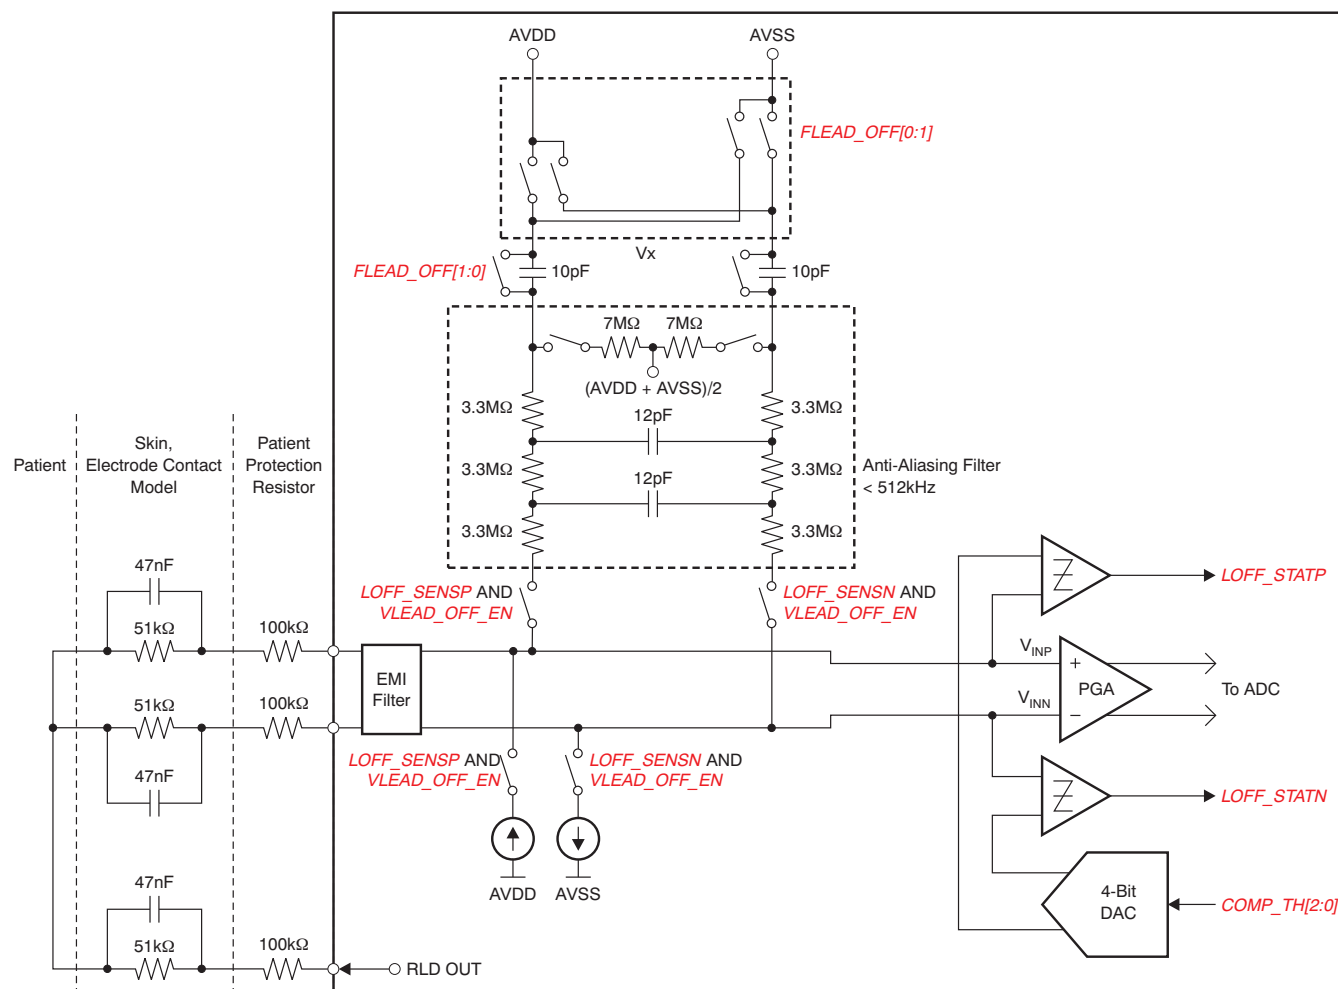 AVDD
AVSS
FLEAD_OFF[0:1]
Vx
FLEAD_OFF[1:0]
10pF
10pF
7MΩ
7MΩ
(AVDD + AVSS)/2
3.3MΩ
3.3MΩ
12pF
3.3MΩ
3.3MΩ
12pF
3.3MΩ
3.3MΩ
Anti-Aliasing Filter
< 512kHz
Patient
Skin,
Electrode Contact
Model
Patient
Protection
Resistor
47nF
51kΩ
100kΩ
LOFF_SENSP AND
VLEAD_OFF_EN
LOFF_SENSN AND
VLEAD_OFF_EN
LOFF_STATP
EMI
Filter
VINP
+
PGA
VINN
−
To ADC
51kΩ
100kΩ
47nF
LOFF_SENSP AND
VLEAD_OFF_EN
LOFF_SENSN AND
VLEAD_OFF_EN
LOFF_STATN
AVDD
AVSS
4-Bit
DAC
COMP_TH[2:0]
47nF
51kΩ
100kΩ
RLD OUT